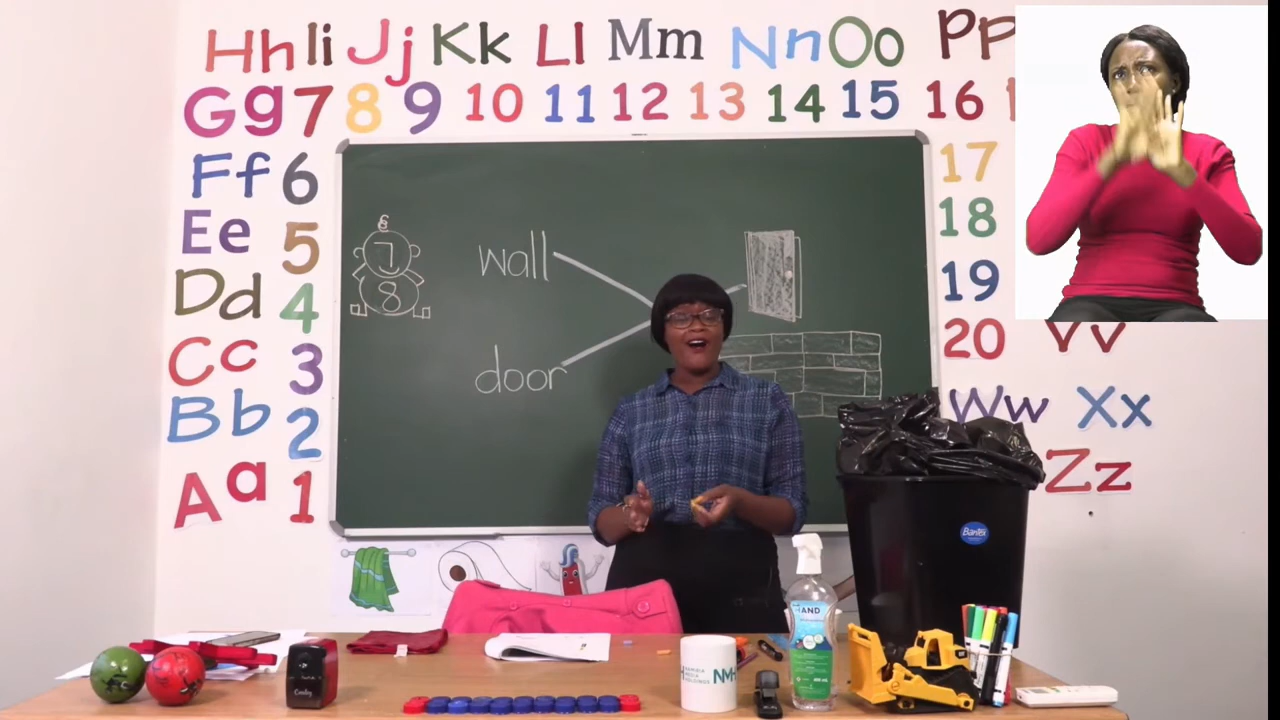 Hh Ii Jj Kk Ll Mm Nn Oo Pp
Gg 7 8 9 10 11 12 13 14 15 16
Ff 6 17
Ee 5 18
Dd 4 19
Cc 3 20 Vv
Bb 2 Ww Xx
Aa 1 Zz
7
8
wall
door
Bantex
HAND
NMH